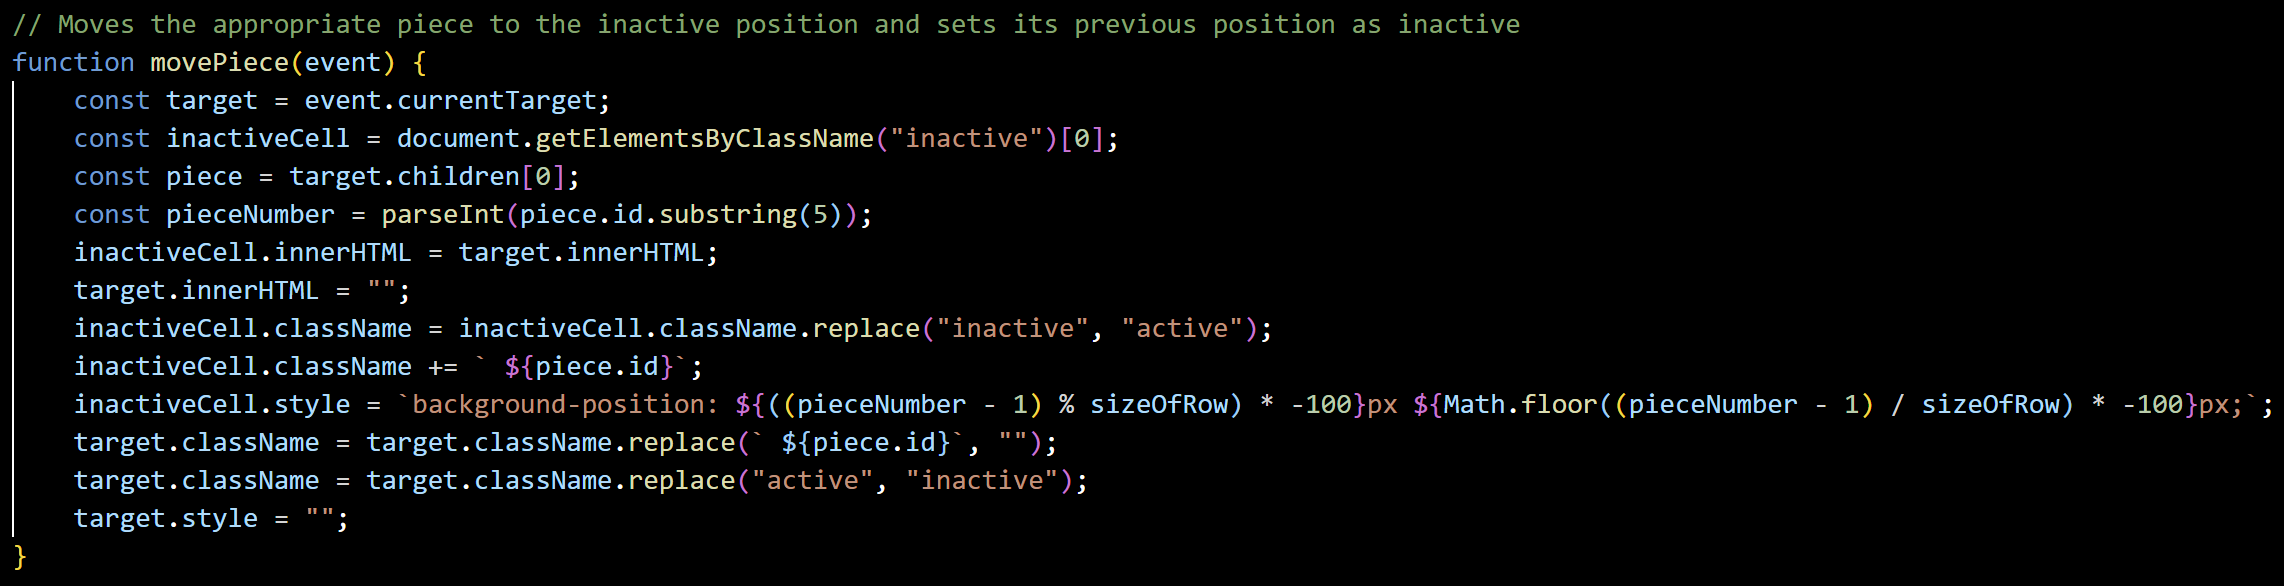 // Moves the appropriate piece to the inactive position and sets its previous position as inactive
function movePiece(event) {
    const target = event.currentTarget;
    const inactiveCell = document.getElementsByClassName("inactive")[0];
    const piece = target.children[0];
    const pieceNumber = parseInt(piece.id.substring(5));
    inactiveCell.innerHTML = target.innerHTML;
    target.innerHTML = "";
    inactiveCell.className = inactiveCell.className.replace("inactive", "active");
    inactiveCell.className += ` ${piece.id}`;
    inactiveCell.style = `background-position: ${((pieceNumber - 1) % sizeOfRow) * -100}px ${Math.floor((pieceNumber - 1) / sizeOfRow) * -100}px;`;
    target.className = target.className.replace(` ${piece.id}`, "");
    target.className = target.className.replace("active", "inactive");
    target.style = "";
}